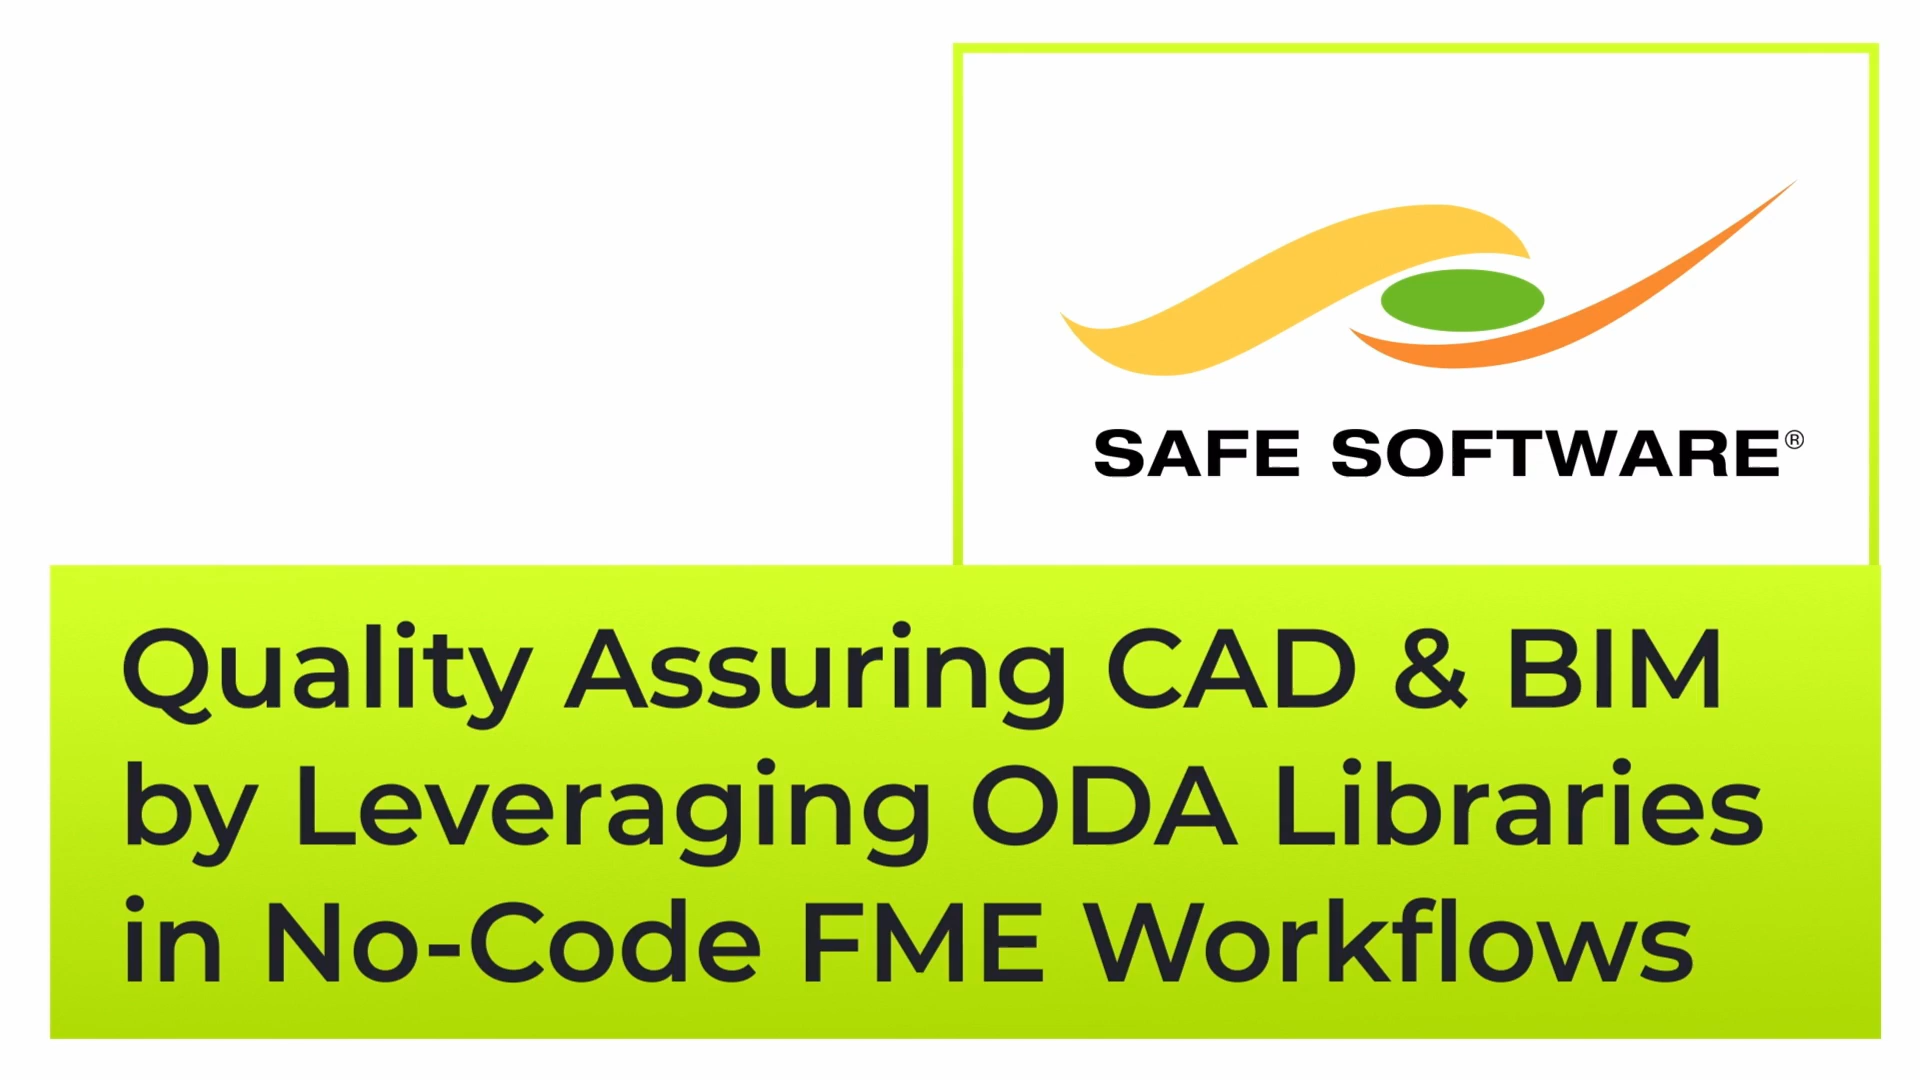 SAFE SOFTWARE®
Quality Assuring CAD & BIM
by Leveraging ODA Libraries
in No-Code FME Workflows